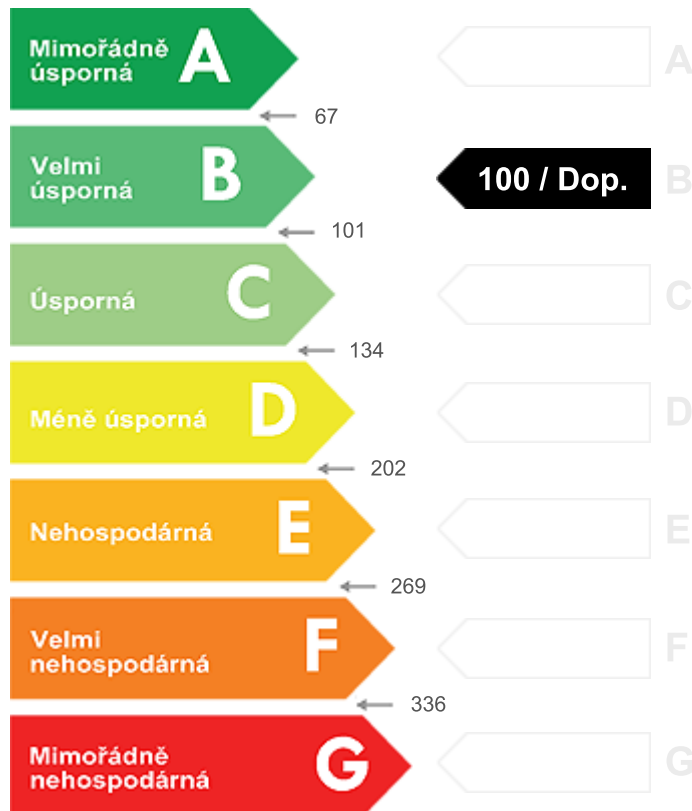 Mimořádně
úsporná
A
A
67
Velmi
úsporná
B
100 / Dop.
B
101
Úsporná
C
C
134
Méně úsporná
D
D
202
Nehospodárná
E
E
269
Velmi
nehospodárná
F
F
336
Mimořádně
nehospodárná
G
G